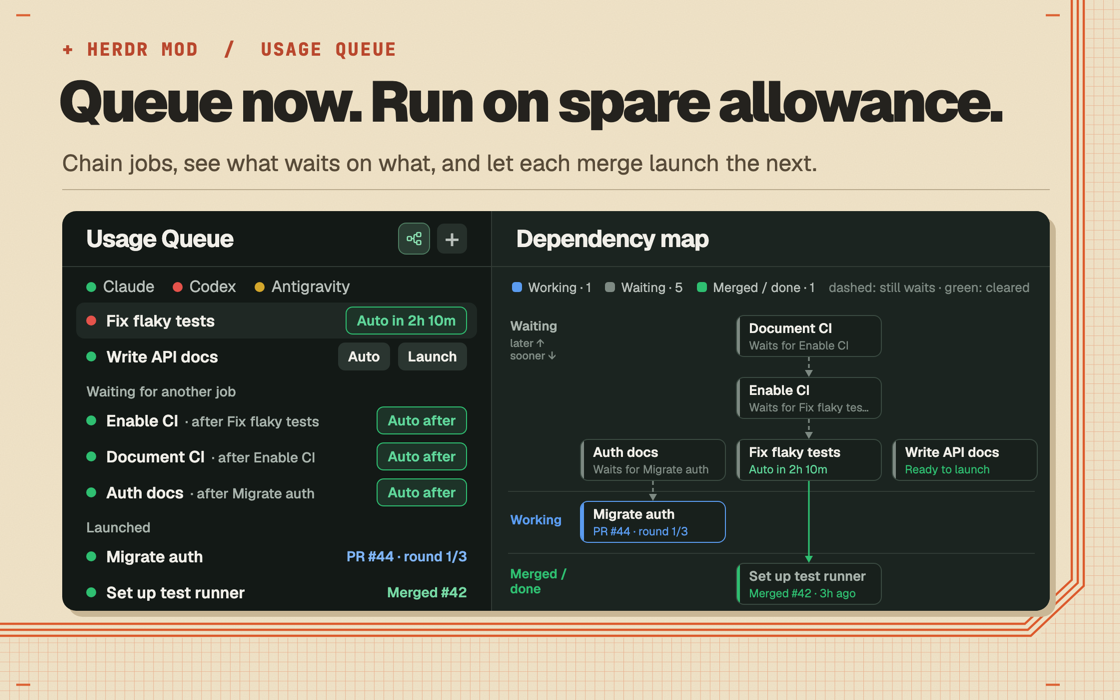 + HERDR MOD / USAGE QUEUE
Queue now. Run on spare allowance.
Chain jobs, see what waits on what, and let each merge launch the next.
Usage Queue
+
Claude Codex Antigravity
Fix flaky tests Auto in 2h 10m
Write API docs Auto Launch
Waiting for another job
Enable CI · after Fix flaky tests Auto after
Document CI · after Enable CI Auto after
Auth docs · after Migrate auth Auto after
Launched
Migrate auth PR #44 · round 1/3
Set up test runner Merged #42
Dependency map
Working · 1 Waiting · 5 Merged / done · 1 dashed: still waits · green: cleared
Waiting
later ↑
sooner ↓
Document CI
Waits for Enable CI
Enable CI
Waits for Fix flaky tes...
Auth docs
Waits for Migrate auth
Fix flaky tests
Auto in 2h 10m
Write API docs
Ready to launch
Working
Migrate auth
PR #44 · round 1/3
Merged /
done
Set up test runner
Merged #42 · 3h ago